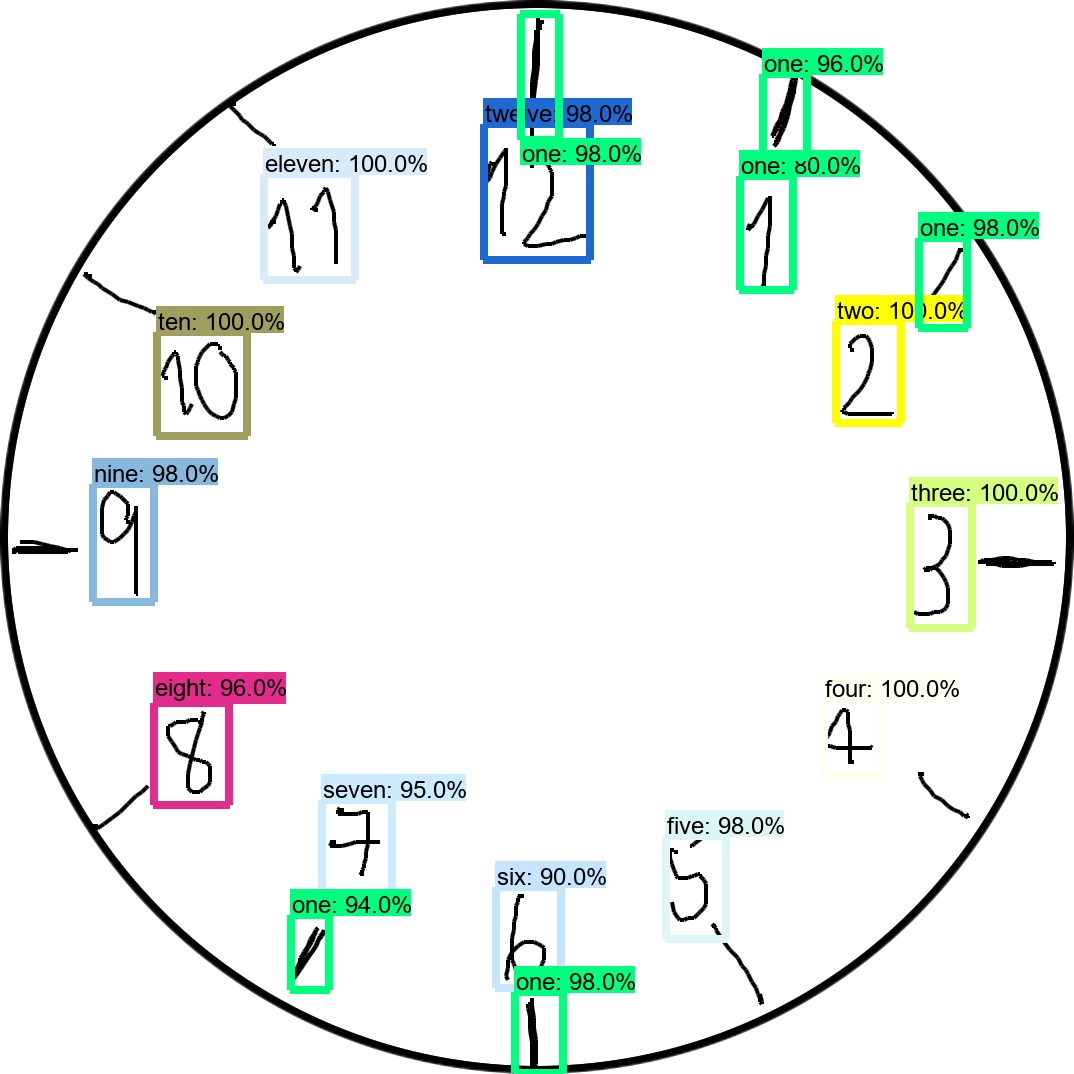 one: 96.0%
twelve: 98.0%
one: 98.0%
eleven: 100.0%
one: 80.0%
11
12
1
one: 98.0%
two: 100.0%
ten: 100.0%
10
2
nine: 98.0%
9
three: 100.0%
3
eight: 96.0%
8
four: 100.0%
4
seven: 95.0%
7
five: 98.0%
5
six: 90.0%
6
one: 94.0%
one: 98.0%